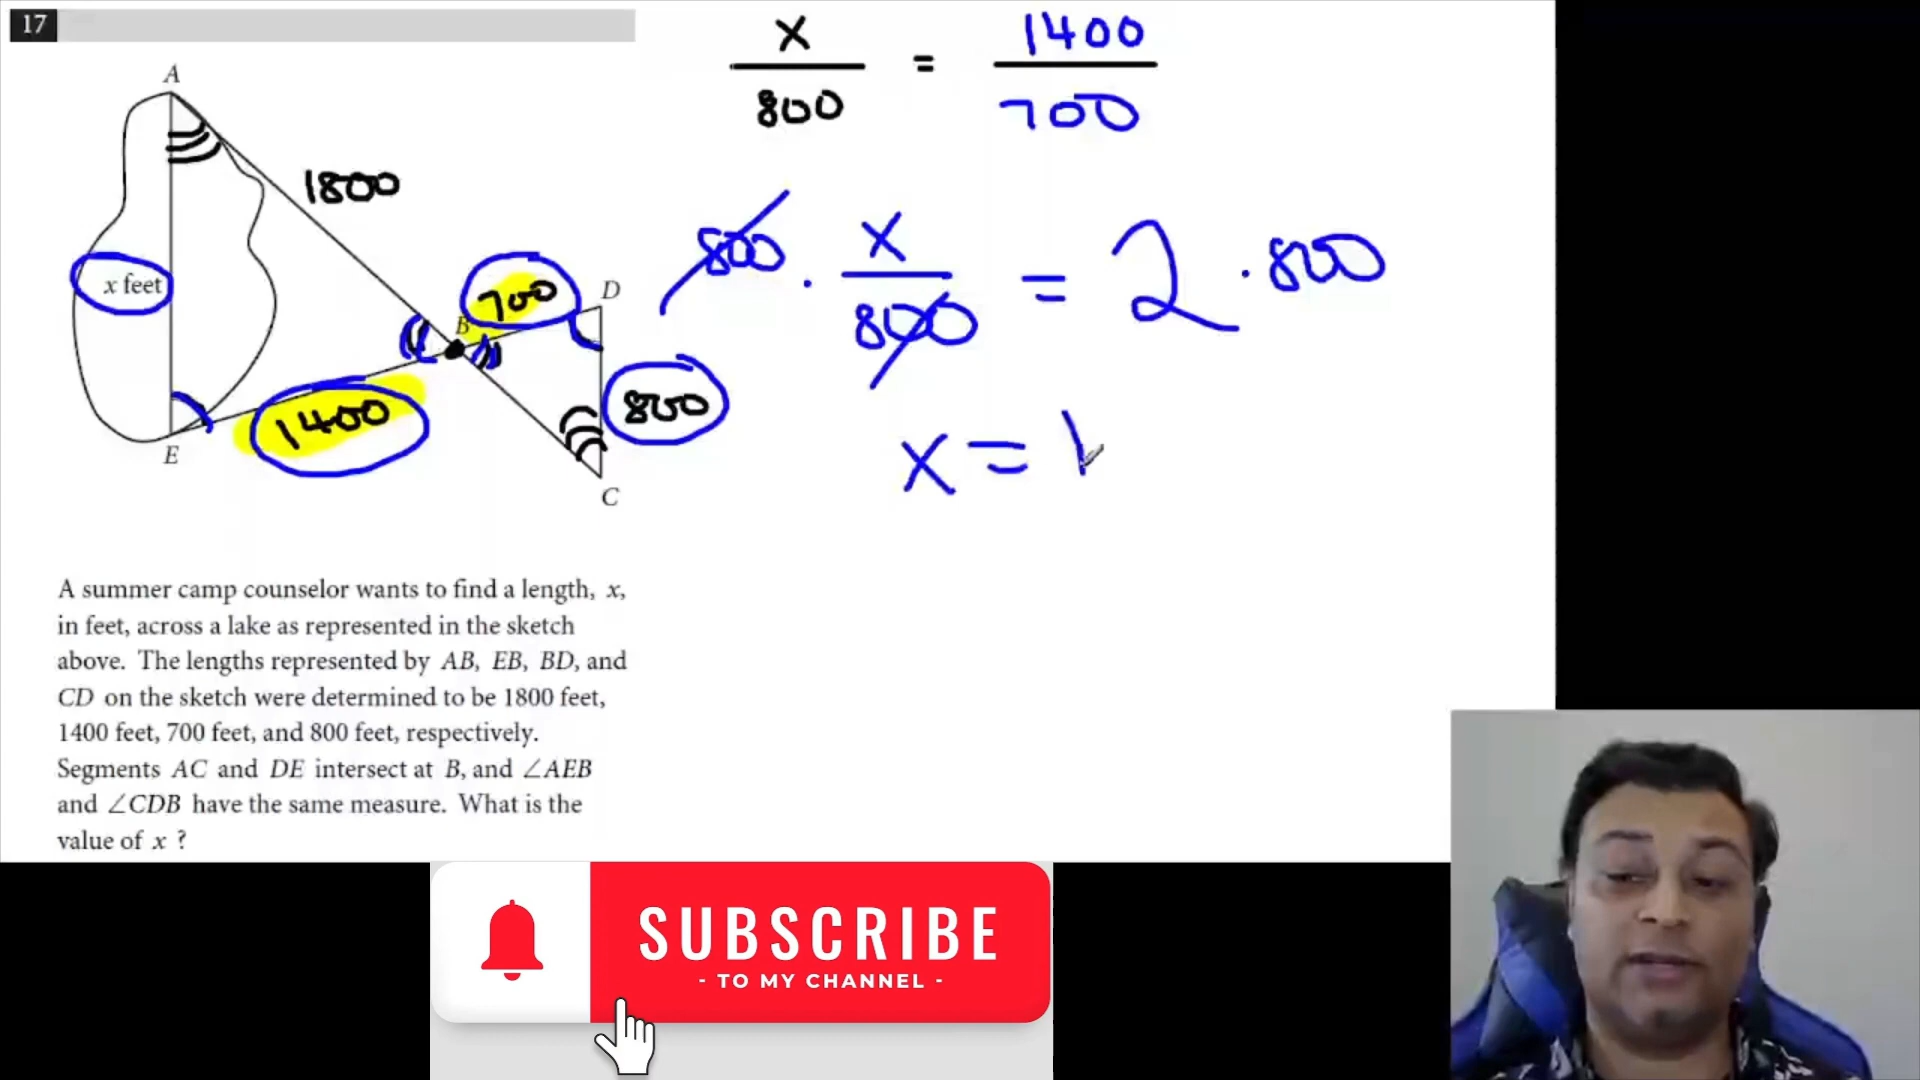 17
x/800 = 1400/700
A
1800
800 · x/800 = 2 · 800
x feet
700
D
B
1400
800
x = 1
E
C
A summer camp counselor wants to find a length, x,
in feet, across a lake as represented in the sketch
above. The lengths represented by AB, EB, BD, and
CD on the sketch were determined to be 1800 feet,
1400 feet, 700 feet, and 800 feet, respectively.
Segments AC and DE intersect at B, and ∠AEB
and ∠CDB have the same measure. What is the
value of x ?
SUBSCRIBE
- TO MY CHANNEL -